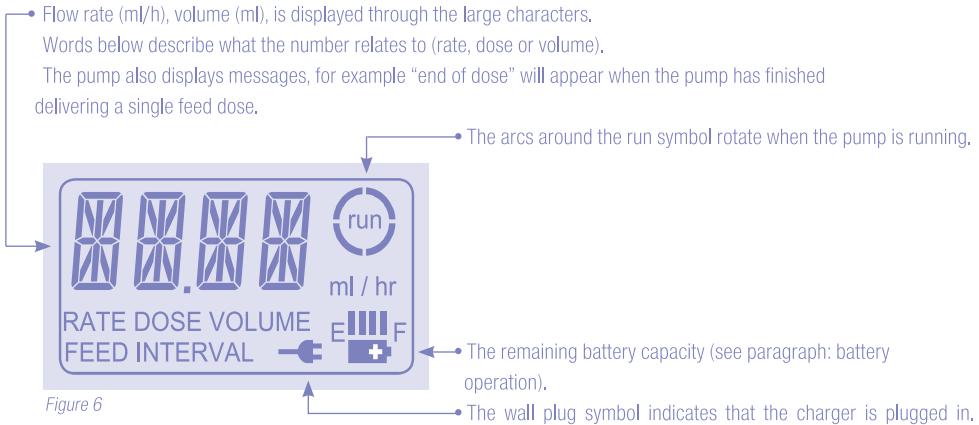 • Flow rate (ml/h), volume (ml), is displayed through the large characters.
Words below describe what the number relates to (rate, dose or volume).
The pump also displays messages, for example “end of dose” will appear when the pump has finished
delivering a single feed dose.
• The arcs around the run symbol rotate when the pump is running.
run
ml / hr
RATE DOSE VOLUME
E F
FEED INTERVAL
• The remaining battery capacity (see paragraph: battery
operation).
Figure 6
• The wall plug symbol indicates that the charger is plugged in.